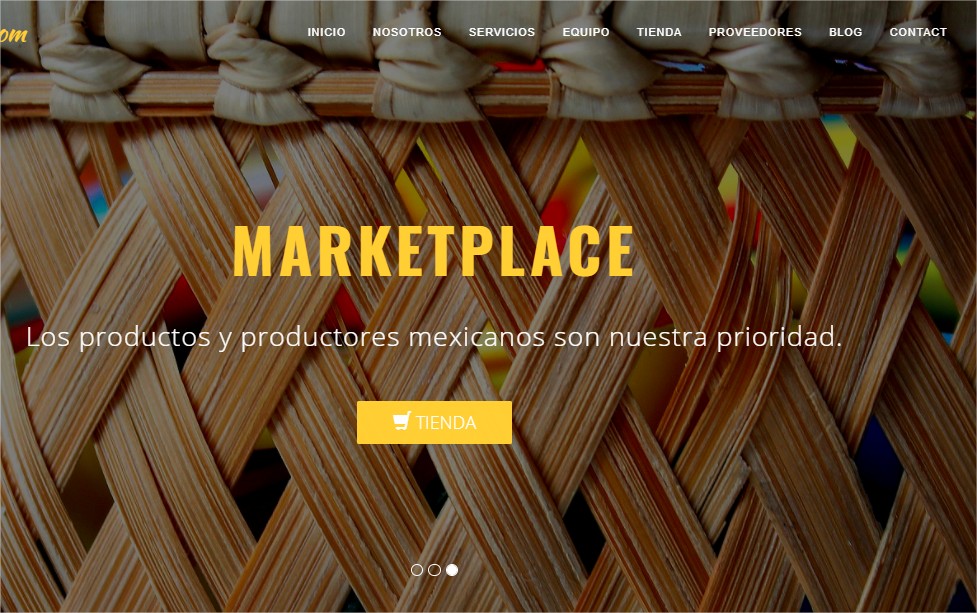 om
INICIO NOSOTROS SERVICIOS EQUIPO TIENDA PROVEEDORES BLOG CONTACT
MARKETPLACE
Los productos y productores mexicanos son nuestra prioridad.
TIENDA